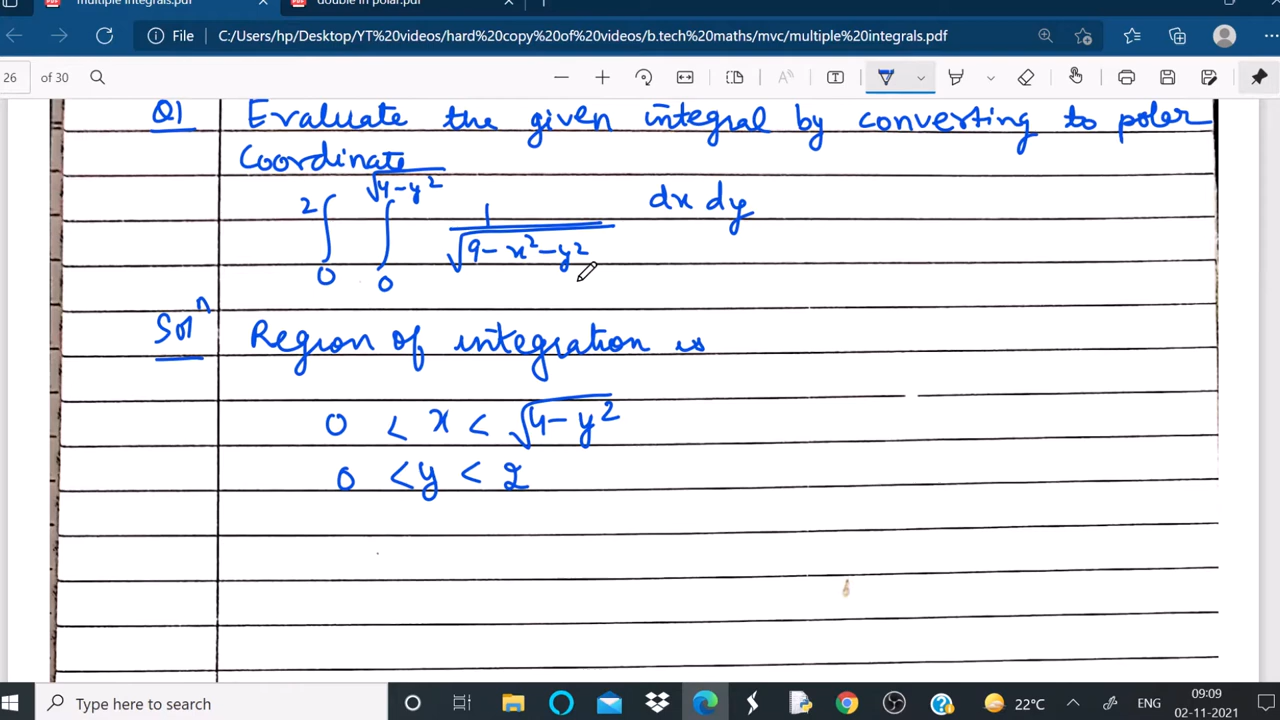 multiple integrals.pdf
double in polar.pdf
File C:/Users/hp/Desktop/YT%20videos/hard%20copy%20of%20videos/b.tech%20maths/mvc/multiple%20integrals.pdf
26 of 30
Q1 Evaluate the given integral by converting to poler
Coordinate
∫₀² ∫₀^√(4-y²) 1/√(9-x²-y²) dx dy
Solⁿ Region of integration is
0 < x < √(4-y²)
0 < y < 2
Type here to search
22°C
ENG
09:09
02-11-2021